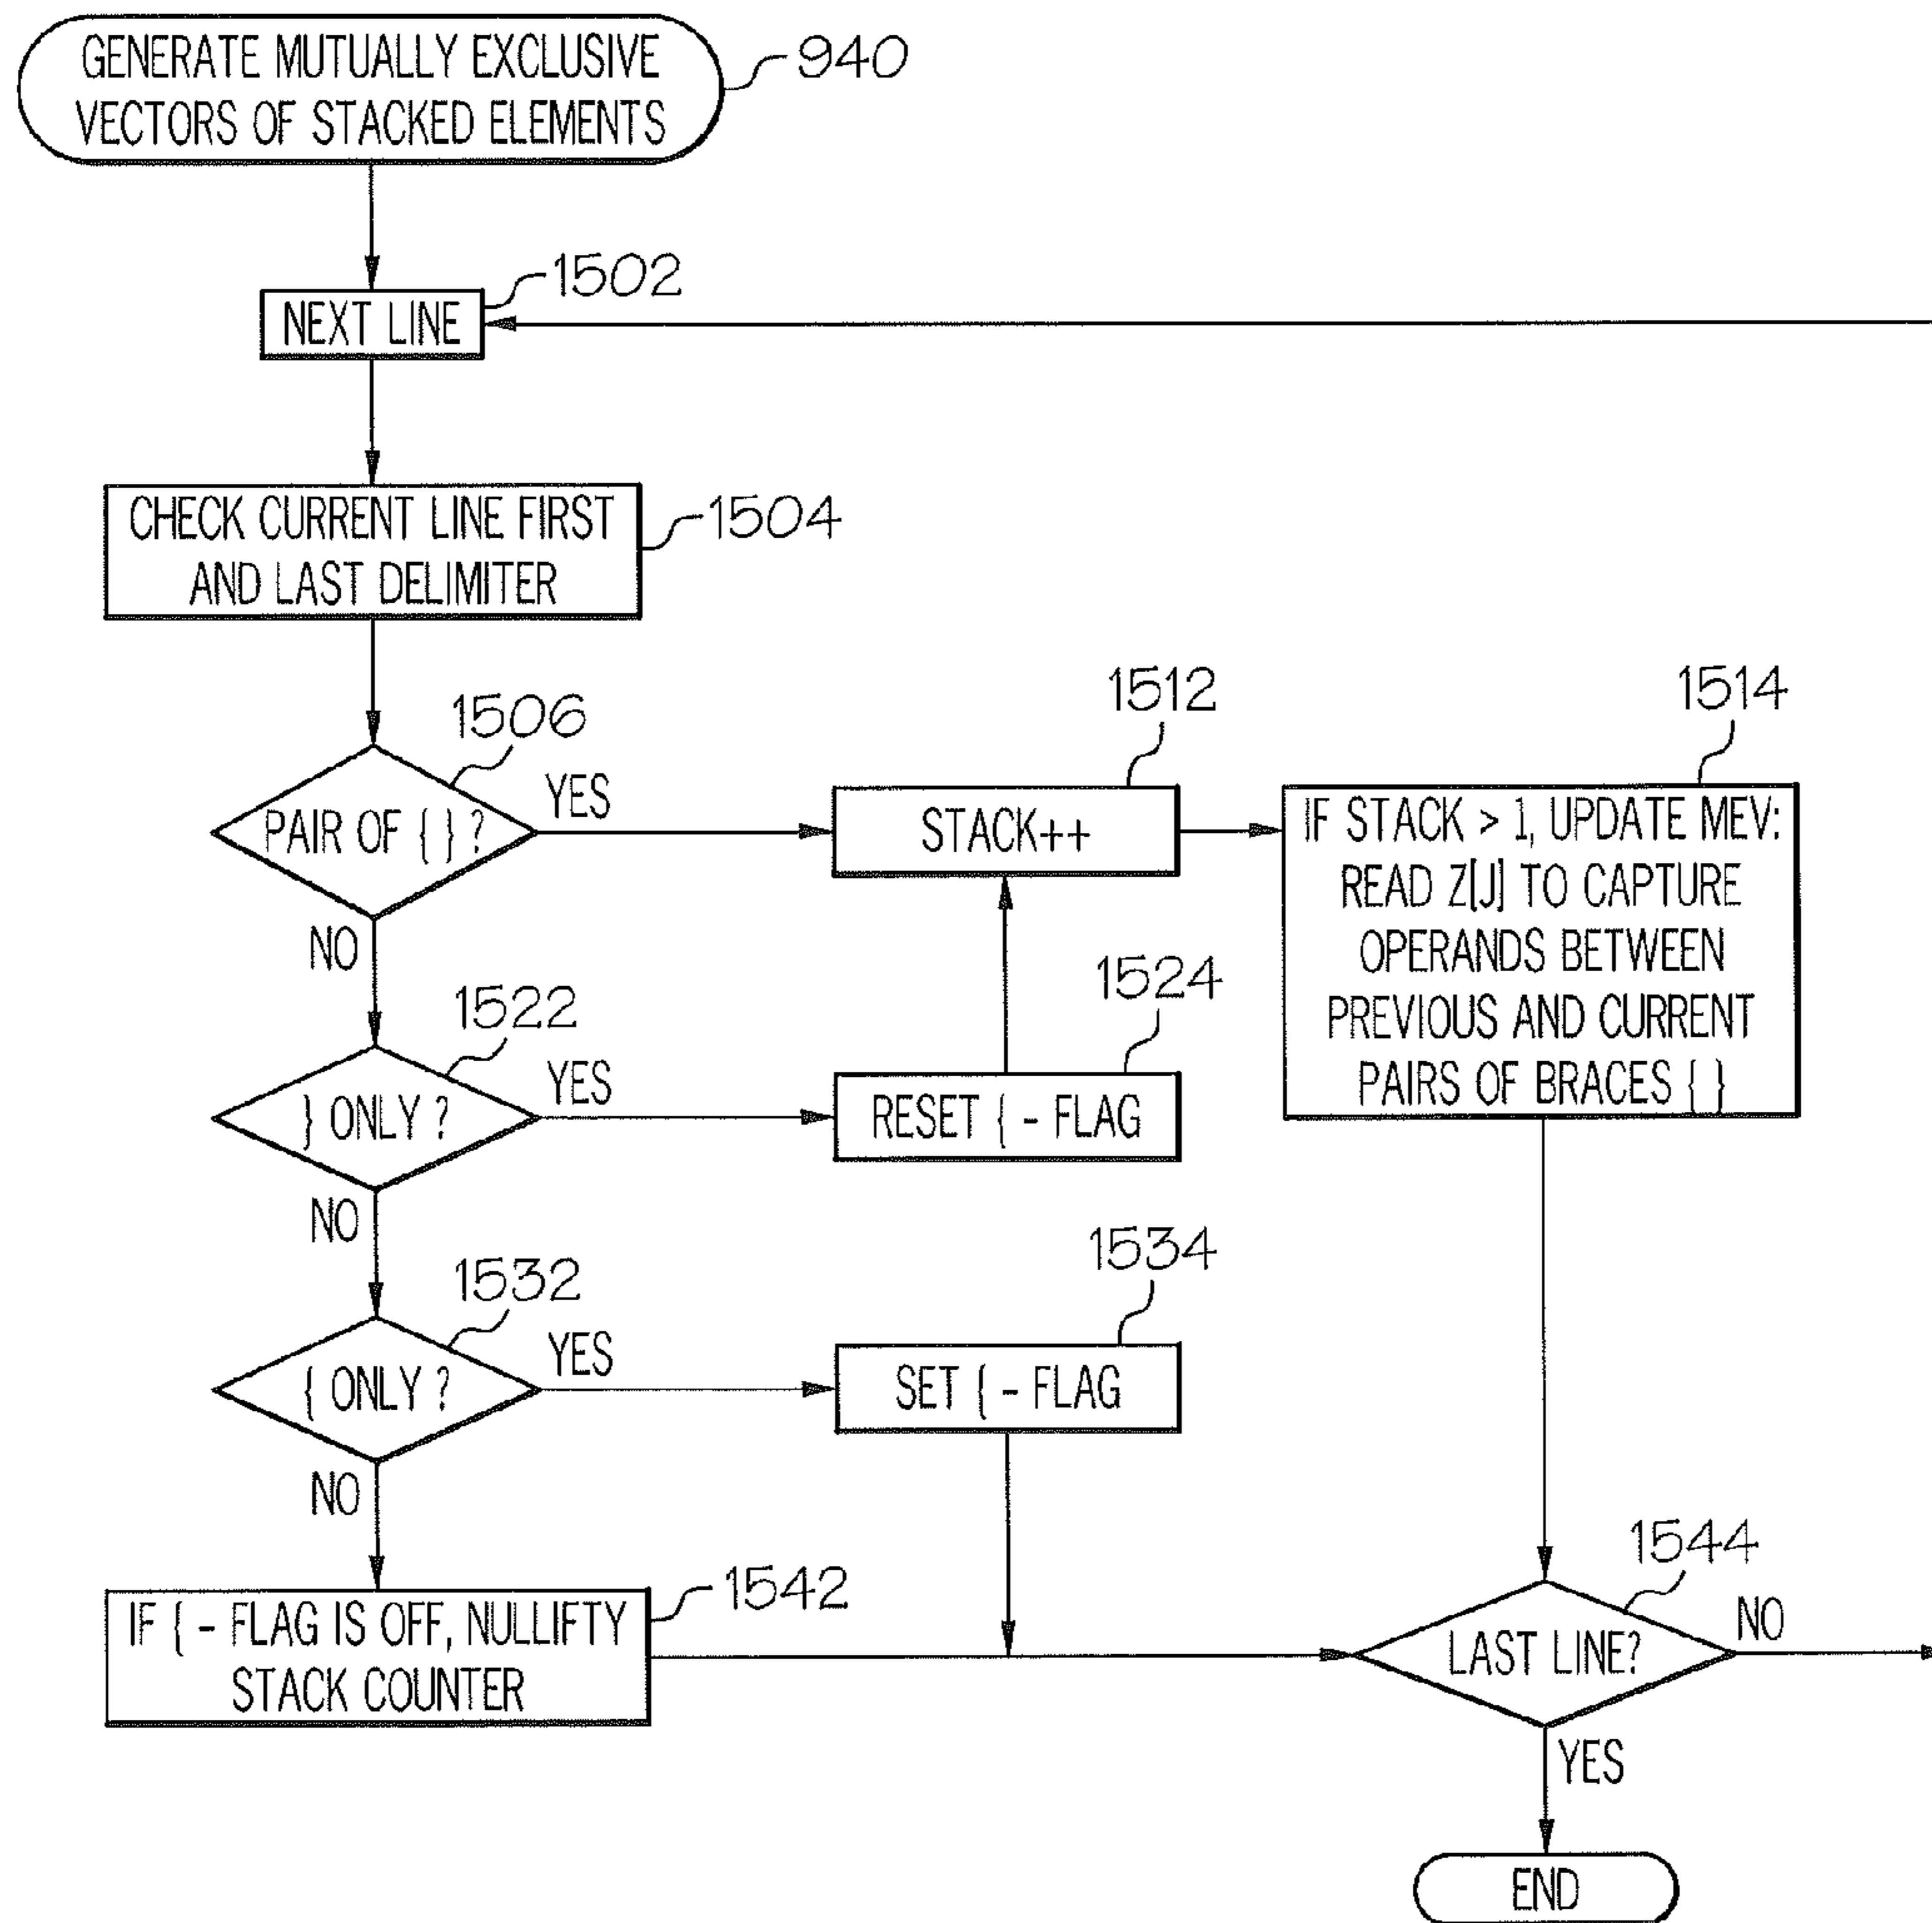 GENERATE MUTUALLY EXCLUSIVE
VECTORS OF STACKED ELEMENTS
940
NEXT LINE
1502
CHECK CURRENT LINE FIRST
AND LAST DELIMITER
1504
PAIR OF { } ?
1506
YES
NO
STACK++
1512
IF STACK > 1, UPDATE MEV:
READ Z[J] TO CAPTURE
OPERANDS BETWEEN
PREVIOUS AND CURRENT
PAIRS OF BRACES { }
1514
} ONLY ?
1522
YES
NO
RESET { - FLAG
1524
{ ONLY ?
1532
YES
NO
SET { - FLAG
1534
IF { - FLAG IS OFF, NULLIFTY
STACK COUNTER
1542
LAST LINE?
1544
NO
YES
END